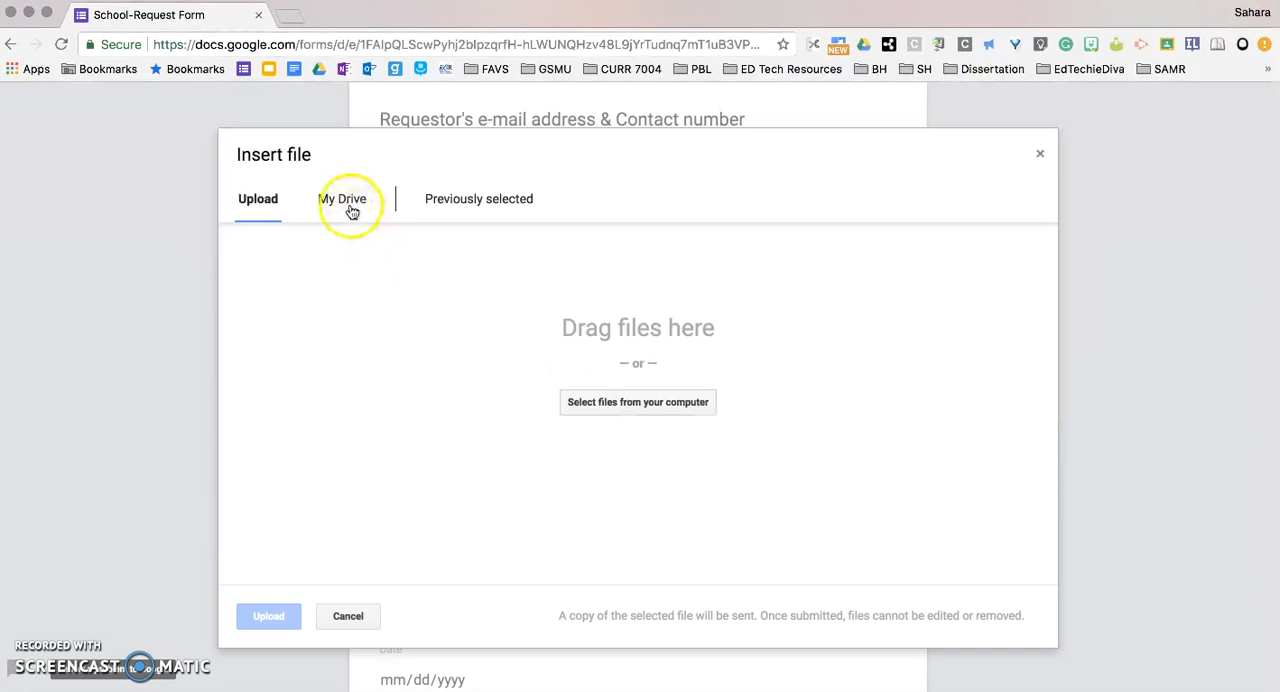 School-Request Form
Sahara
Secure
https://docs.google.com/forms/d/e/1FAIpQLScwPyhj2bIpzqrfH-hLWUNQHzv48L9jYrTudnq7mT1uB3VP...
NEW
Apps Bookmarks Bookmarks FAVS GSMU CURR 7004 PBL ED Tech Resources BH SH Dissertation EdTechieDiva SAMR »
Requestor's e-mail address & Contact number
Insert file
Upload My Drive Previously selected
Drag files here
— or —
Select files from your computer
Upload Cancel A copy of the selected file will be sent. Once submitted, files cannot be edited or removed.
Date
mm/dd/yyyy
RECORDED WITH
SCREENCAST MATIC